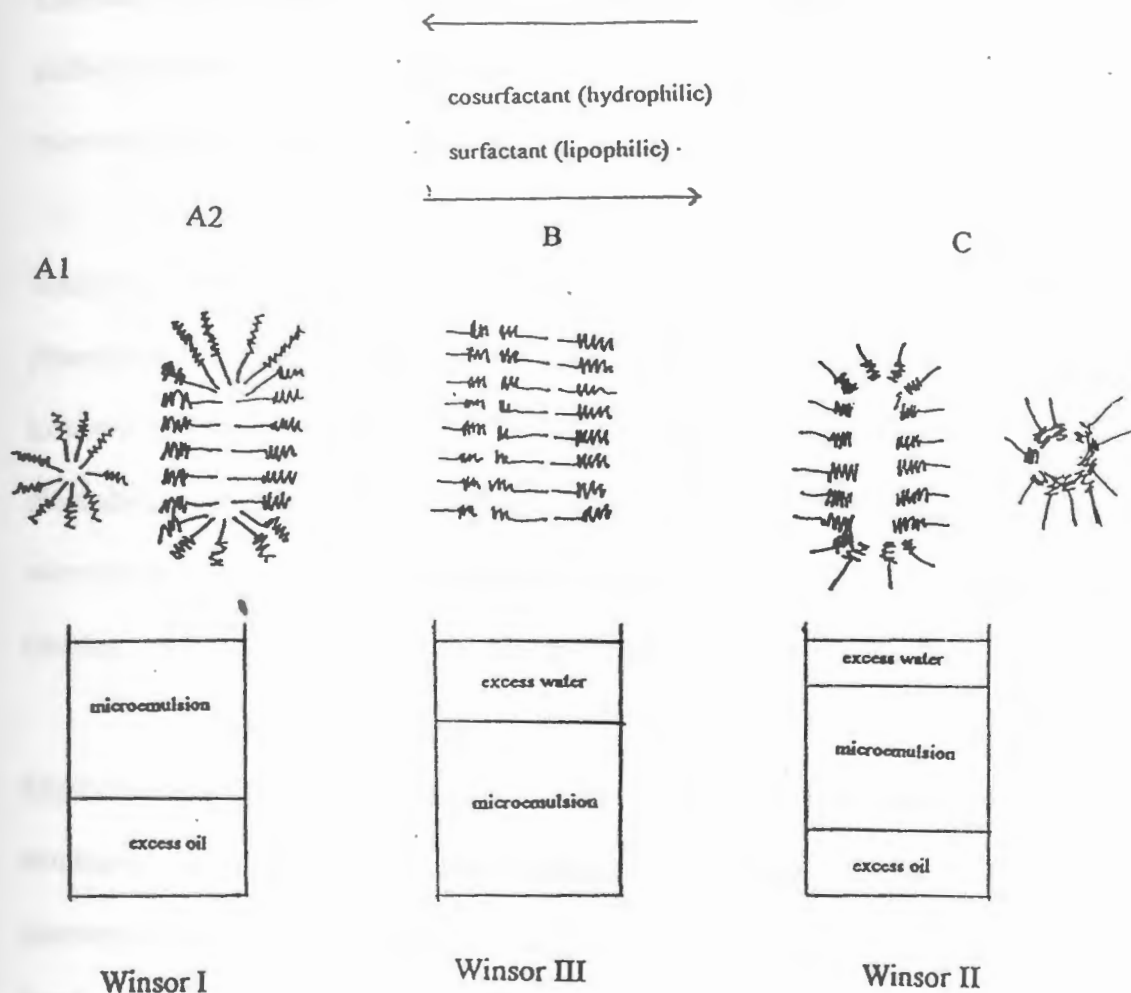 cosurfactant (hydrophilic)
surfactant (lipophilic)
A2
B
C
A1
microemulsion
excess oil
excess water
microemulsion
excess water
microemulsion
excess oil
Winsor I
Winsor III
Winsor II